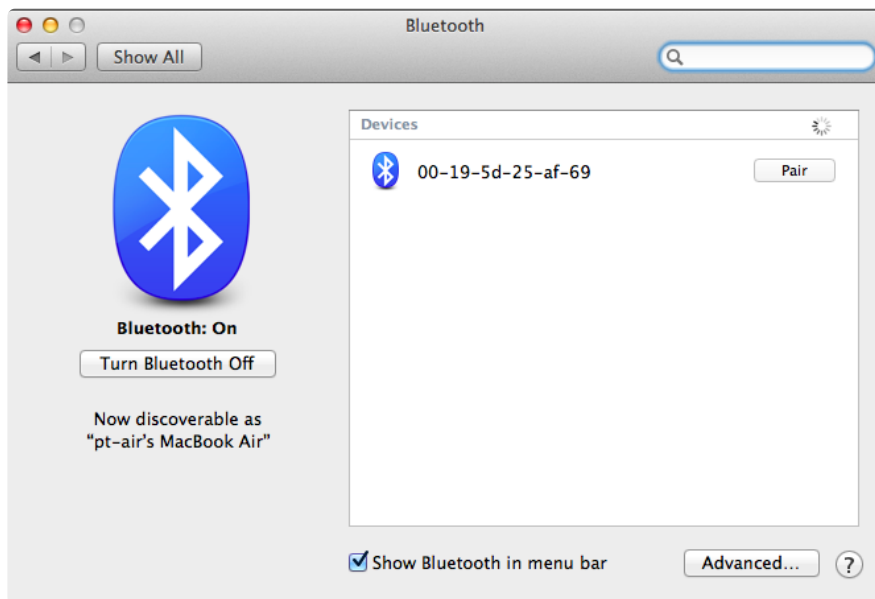 Bluetooth
Show All
Devices
00-19-5d-25-af-69
Pair
Bluetooth: On
Turn Bluetooth Off
Now discoverable as
“pt-air's MacBook Air”
Show Bluetooth in menu bar
Advanced...
?